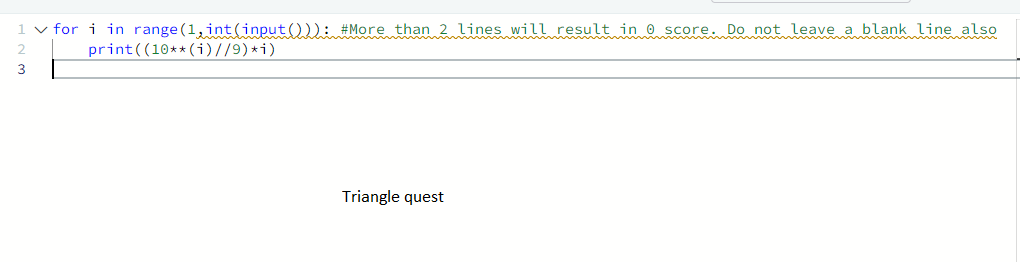 1 for i in range(1,int(input())): #More than 2 lines will result in 0 score. Do not leave a blank line also
2 print((10**(i)//9)*i)
3
Triangle quest